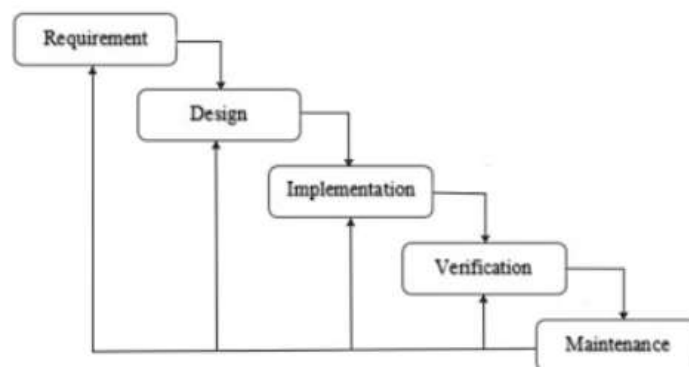 Requirement
Design
Implementation
Verification
Maintenance